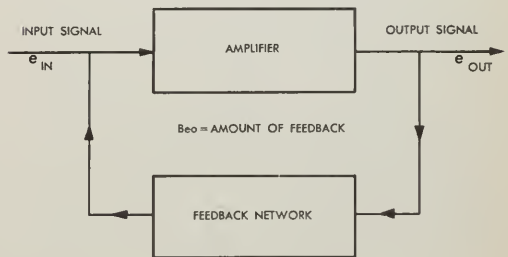 INPUT SIGNAL
e IN
AMPLIFIER
OUTPUT SIGNAL
e OUT
Beo = AMOUNT OF FEEDBACK
FEEDBACK NETWORK